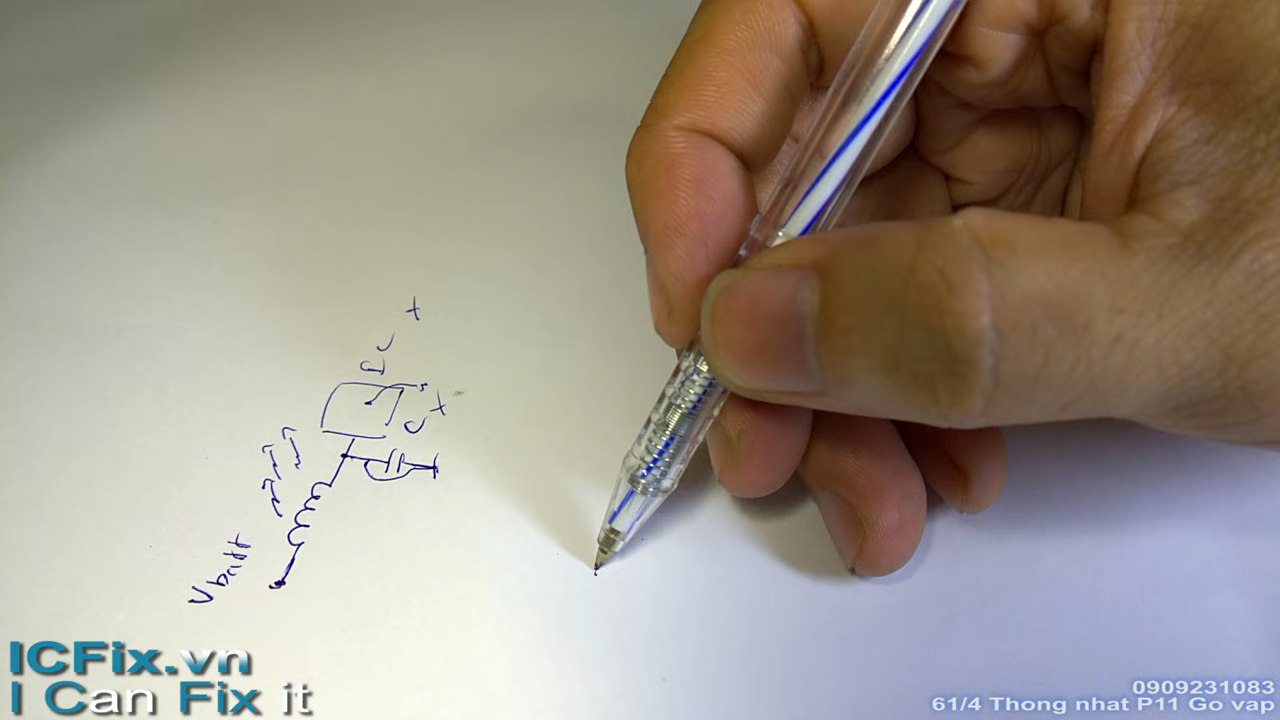 Vbatt
ICFix.vn
I Can Fix it
0909231083
61/4 Thong nhat P11 Go vap